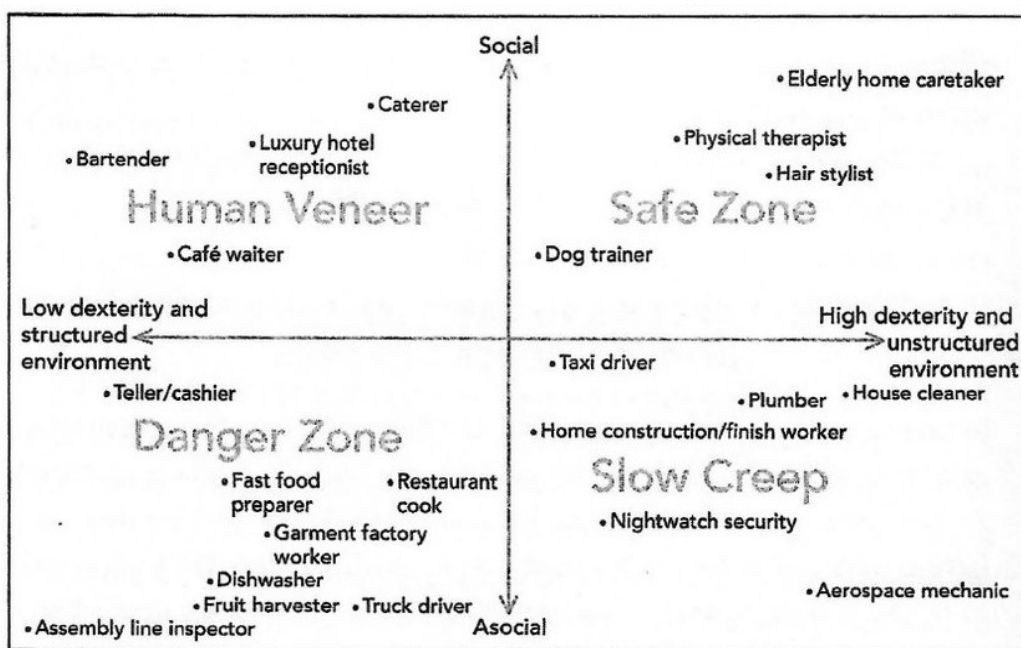 Social
• Elderly home caretaker
• Caterer
• Luxury hotel
receptionist
• Physical therapist
• Bartender
• Hair stylist
Human Veneer
Safe Zone
• Café waiter
• Dog trainer
Low dexterity and
structured
environment
High dexterity and
unstructured
environment
• Taxi driver
• Teller/cashier
• Plumber
• House cleaner
Danger Zone
• Home construction/finish worker
• Fast food
preparer
• Restaurant
cook
Slow Creep
• Garment factory
worker
• Nightwatch security
• Dishwasher
• Fruit harvester
• Truck driver
• Aerospace mechanic
• Assembly line inspector
Asocial